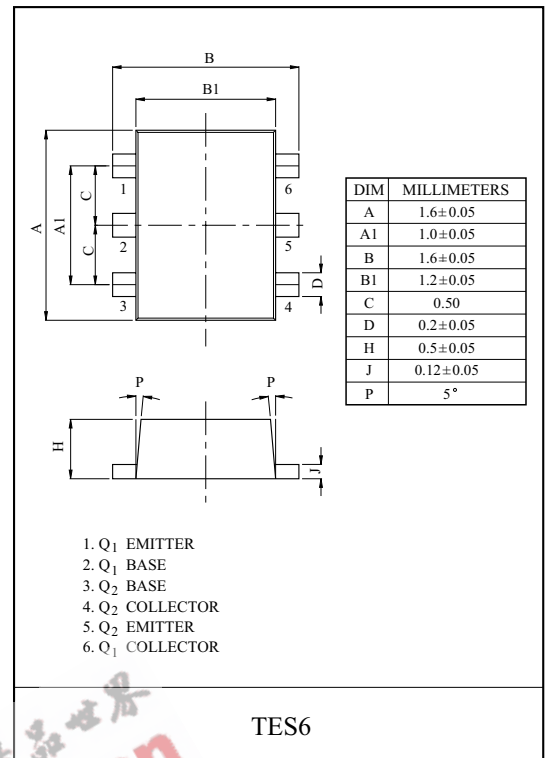 B
B1
A
A1
C
C
1
2
3
6
5
4
D
DIM MILLIMETERS
A 1.6±0.05
A1 1.0±0.05
B 1.6±0.05
B1 1.2±0.05
C 0.50
D 0.2±0.05
H 0.5±0.05
J 0.12±0.05
P 5°
P P
H
J
1. Q1 EMITTER
2. Q1 BASE
3. Q2 BASE
4. Q2 COLLECTOR
5. Q2 EMITTER
6. Q1 COLLECTOR
TES6